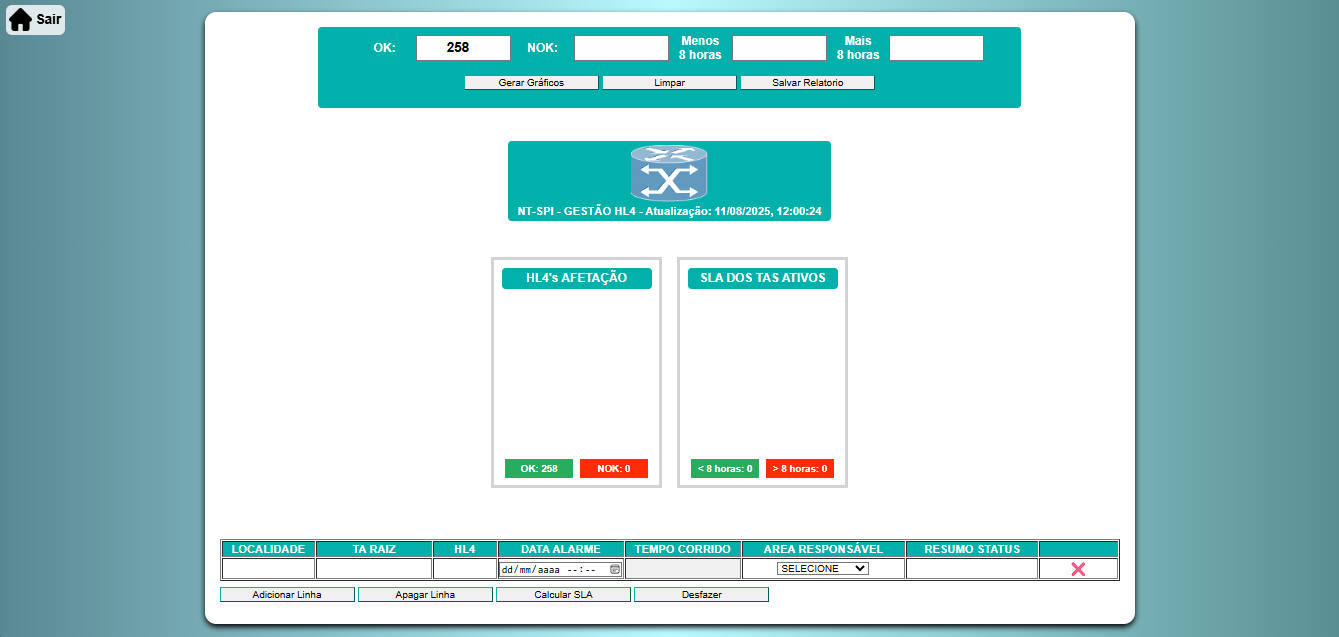 Sair
OK: 258 NOK: Menos 8 horas Mais 8 horas
Gerar Gráficos Limpar Salvar Relatorio
NT-SPI - GESTÃO HL4 - Atualização: 11/08/2025, 12:00:24
HL4's AFETAÇÃO SLA DOS TAS ATIVOS
OK: 258 NOK: 0 < 8 horas: 0 > 8 horas: 0
LOCALIDADE TA RAIZ HL4 DATA ALARME TEMPO CORRIDO AREA RESPONSÁVEL RESUMO STATUS
dd/mm/aaaa --:-- SELECIONE
Adicionar Linha Apagar Linha Calcular SLA Desfazer